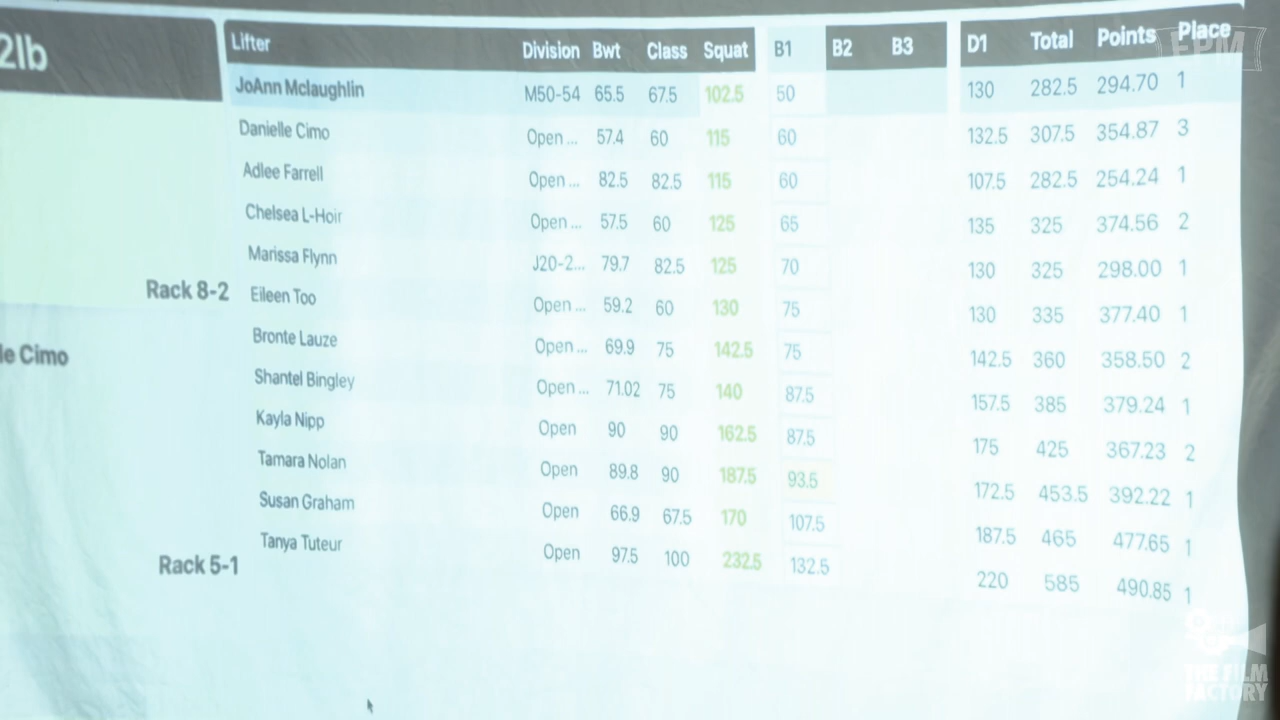 2lb
Lifter Division Bwt Class Squat B1 B2 B3 D1 Total Points Place
JoAnn Mclaughlin M50-54 65.5 67.5 102.5 50 130 282.5 294.70 1
Danielle Cimo Open ... 57.4 60 115 60 132.5 307.5 354.87 3
Adlee Farrell Open ... 82.5 82.5 115 60 107.5 282.5 254.24 1
Chelsea L-Hoir Open ... 57.5 60 125 65 135 325 374.56 2
Marissa Flynn J20-2... 79.7 82.5 125 70 130 325 298.00 1
Rack 8-2
Eileen Too Open ... 59.2 60 130 75 130 335 377.40 1
Bronte Lauze Open ... 69.9 75 142.5 75 142.5 360 358.50 2
le Cimo
Shantel Bingley Open ... 71.02 75 140 87.5 157.5 385 379.24 1
Kayla Nipp Open 90 90 162.5 87.5 175 425 367.23 2
Tamara Nolan Open 89.8 90 187.5 93.5 172.5 453.5 392.22 1
Susan Graham Open 66.9 67.5 170 107.5 187.5 465 477.65 1
Tanya Tuteur Open 97.5 100 232.5 132.5 220 585 490.85 1
Rack 5-1
EPM
THE FILM
FACTORY